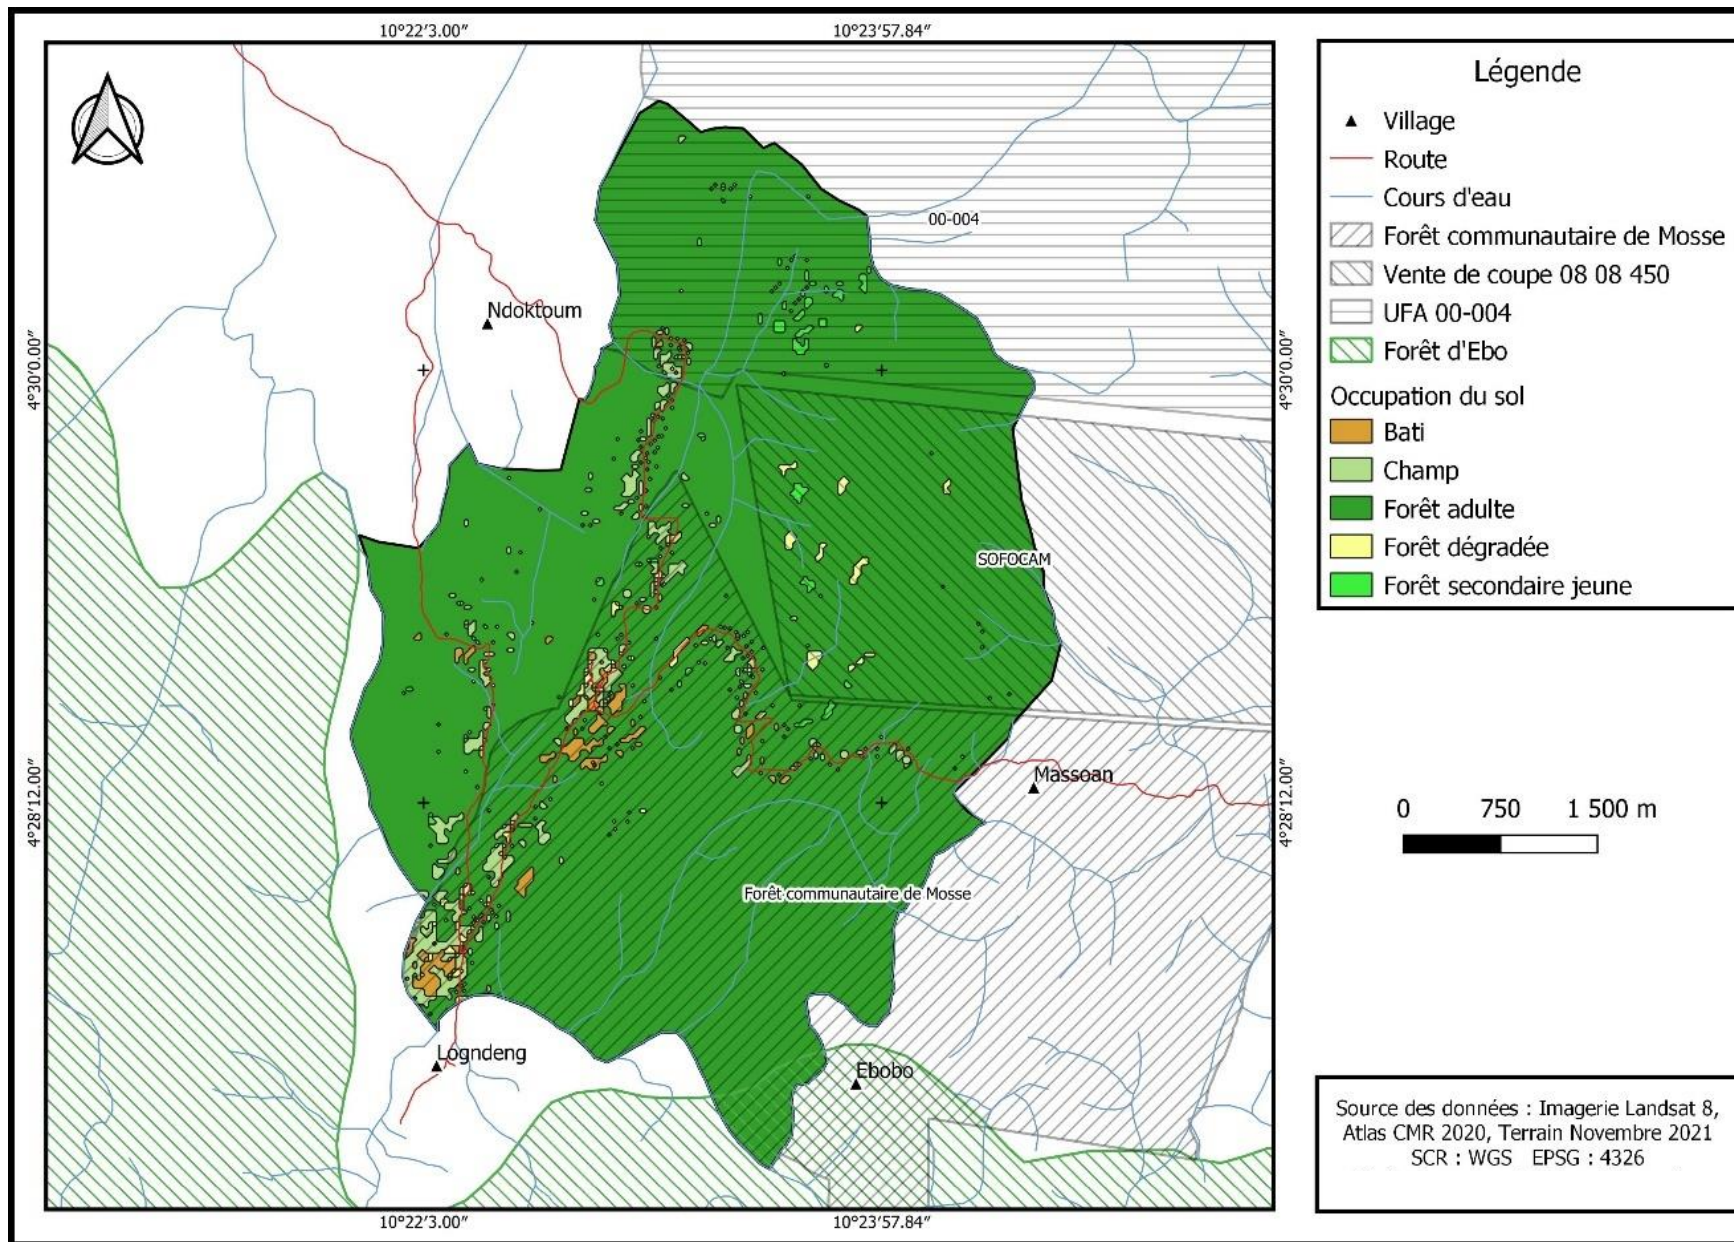 10°22'3.00"
10°23'57.84"
4°30'0.00"
4°28'12.00"
00-004
Ndoktoum
SOFOCAM
Massoan
Forêt communautaire de Mosse
Logndeng
Ebobo
4°30'0.00"
4°28'12.00"
10°22'3.00"
10°23'57.84"
Légende
Village
Route
Cours d'eau
Forêt communautaire de Mosse
Vente de coupe 08 08 450
UFA 00-004
Forêt d'Ebo
Occupation du sol
Bati
Champ
Forêt adulte
Forêt dégradée
Forêt secondaire jeune
0 750 1 500 m
Source des données : Imagerie Landsat 8,
Atlas CMR 2020, Terrain Novembre 2021
SCR : WGS EPSG : 4326